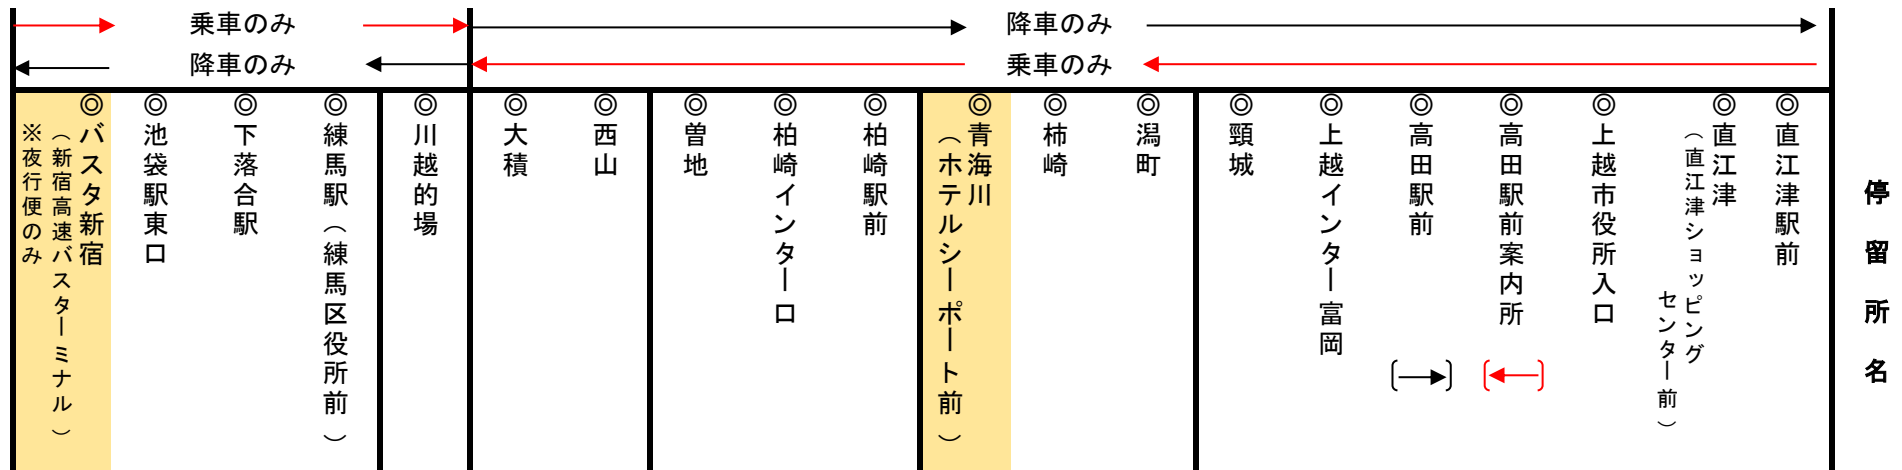 乗車のみ
降車のみ
降車のみ
乗車のみ
◎バスタ新宿
（新宿高速バスターミナル）
※夜行便のみ
◎池袋駅東口
◎下落合駅
◎練馬駅（練馬区役所前）
◎川越的場
◎大積
◎西山
◎曽地
◎柏崎インター口
◎柏崎駅前
◎青海川
（ホテルシーポート前）
◎柿崎
◎潟町
◎頸城
◎上越インター富岡
◎高田駅前
◎高田駅前案内所
◎上越市役所入口
◎直江津
（直江津ショッピング
センター前）
◎直江津駅前
停留所名